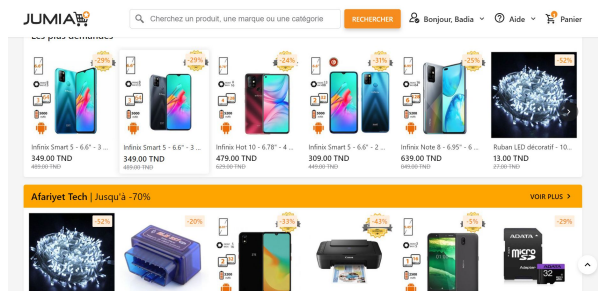 JUMIA
Cherchez un produit, une marque ou une catégorie
RECHERCHER
Bonjour, Badia
Aide
Panier
Les plus demandés
-29%
-29%
-24%
-31%
-25%
-52%
Infinix Smart 5 - 6.6" - 3 ...
Infinix Smart 5 - 6.6" - 3 ...
Infinix Hot 10 - 6.78" - 4 ...
Infinix Smart 5 - 6.6" - 2 ...
Infinix Note 8 - 6.95" - 6 ...
Ruban LED décoratif - 10...
349.00 TND
349.00 TND
479.00 TND
309.00 TND
639.00 TND
13.00 TND
489.00 TND
489.00 TND
629.00 TND
449.00 TND
849.00 TND
27.00 TND
Afariyet Tech | Jusqu'à -70%
VOIR PLUS
-52%
-20%
-33%
-43%
-5%
-29%
ADATA
micro
SD
Adapter
32